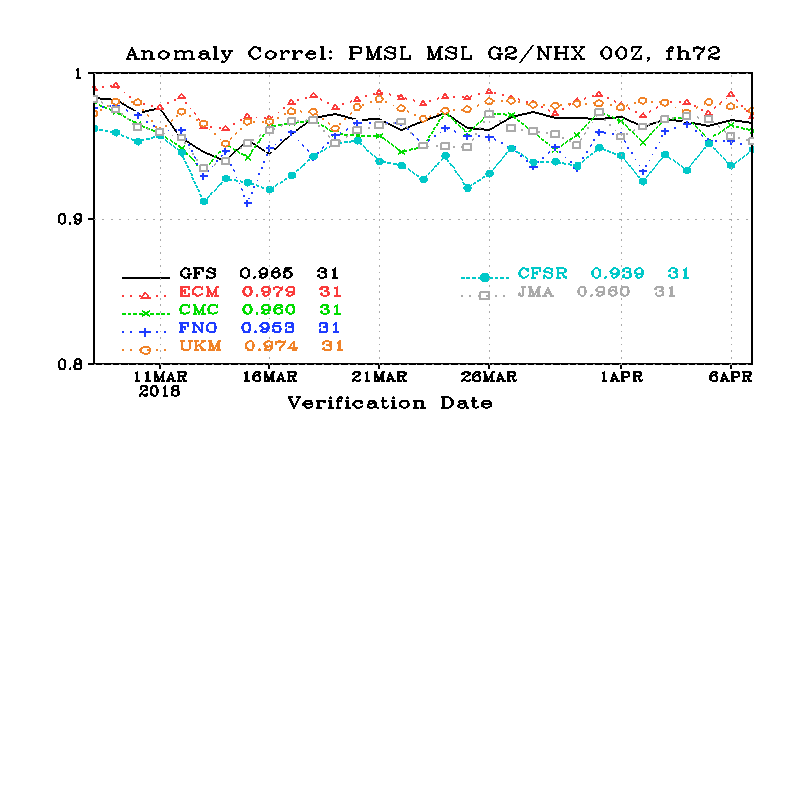 Anomaly Correl: PMSL MSL G2/NHX 00Z, fh72
1
0.9
0.8
GFS 0.965 31
ECM 0.979 31
CMC 0.960 31
FNO 0.953 31
UKM 0.974 31
CFSR 0.939 31
JMA 0.960 31
11MAR 16MAR 21MAR 26MAR 1APR 6APR
2018
Verification Date